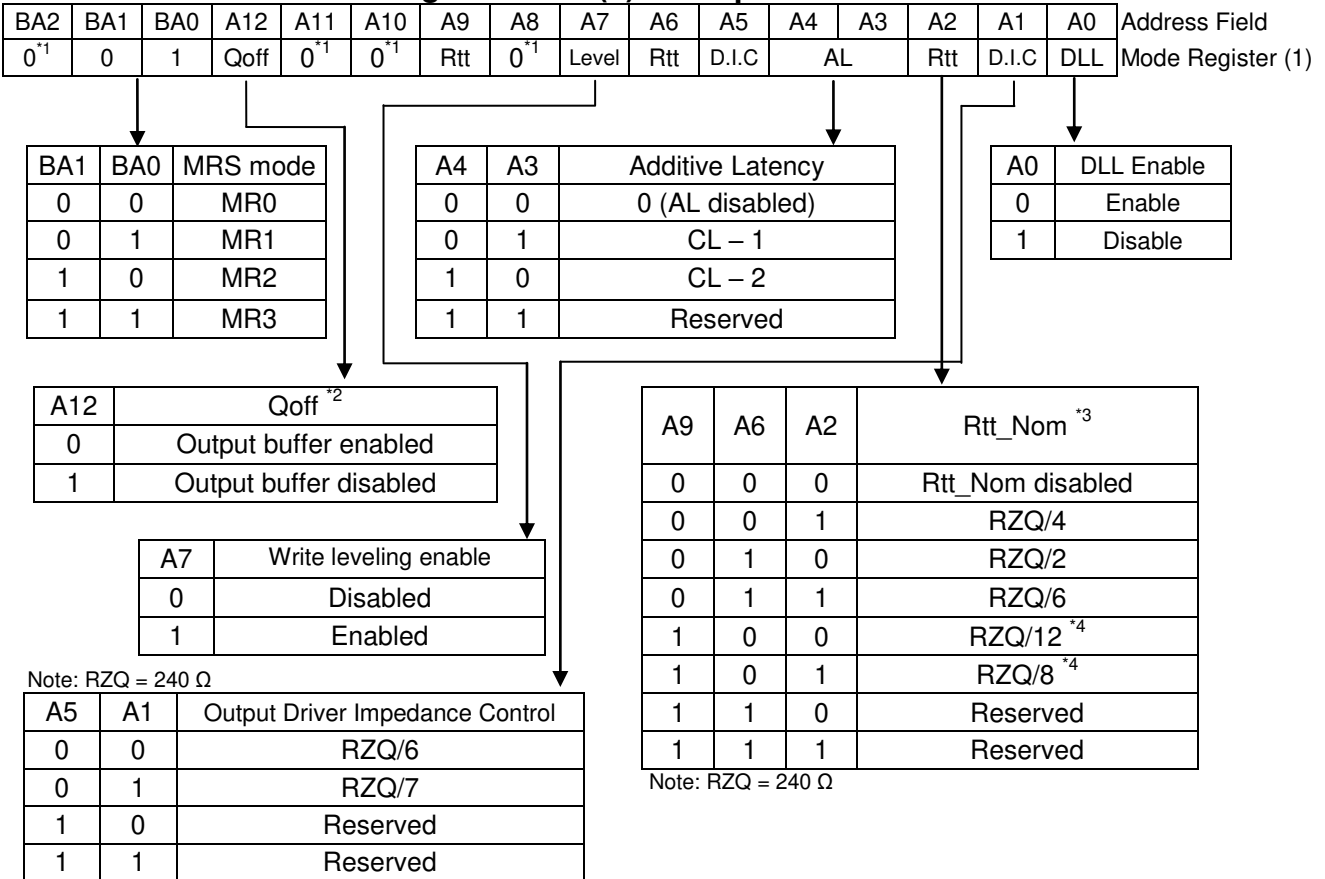 BA2 BA1 BA0 A12 A11 A10 A9 A8 A7 A6 A5 A4 A3 A2 A1 A0 Address Field
0*1 0 1 Qoff 0*1 0*1 Rtt 0*1 Level Rtt D.I.C AL Rtt D.I.C DLL Mode Register (1)
BA1 BA0 MRS mode
0 0 MR0
0 1 MR1
1 0 MR2
1 1 MR3
A4 A3 Additive Latency
0 0 0 (AL disabled)
0 1 CL – 1
1 0 CL – 2
1 1 Reserved
A0 DLL Enable
0 Enable
1 Disable
A12 Qoff *2
0 Output buffer enabled
1 Output buffer disabled
A9 A6 A2 Rtt_Nom *3
0 0 0 Rtt_Nom disabled
0 0 1 RZQ/4
0 1 0 RZQ/2
0 1 1 RZQ/6
1 0 0 RZQ/12 *4
1 0 1 RZQ/8 *4
1 1 0 Reserved
1 1 1 Reserved
Note: RZQ = 240 Ω
A7 Write leveling enable
0 Disabled
1 Enabled
Note: RZQ = 240 Ω
A5 A1 Output Driver Impedance Control
0 0 RZQ/6
0 1 RZQ/7
1 0 Reserved
1 1 Reserved